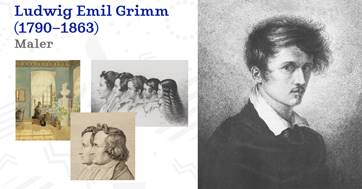 Ludwig Emil Grimm
(1790–1863)
Maler